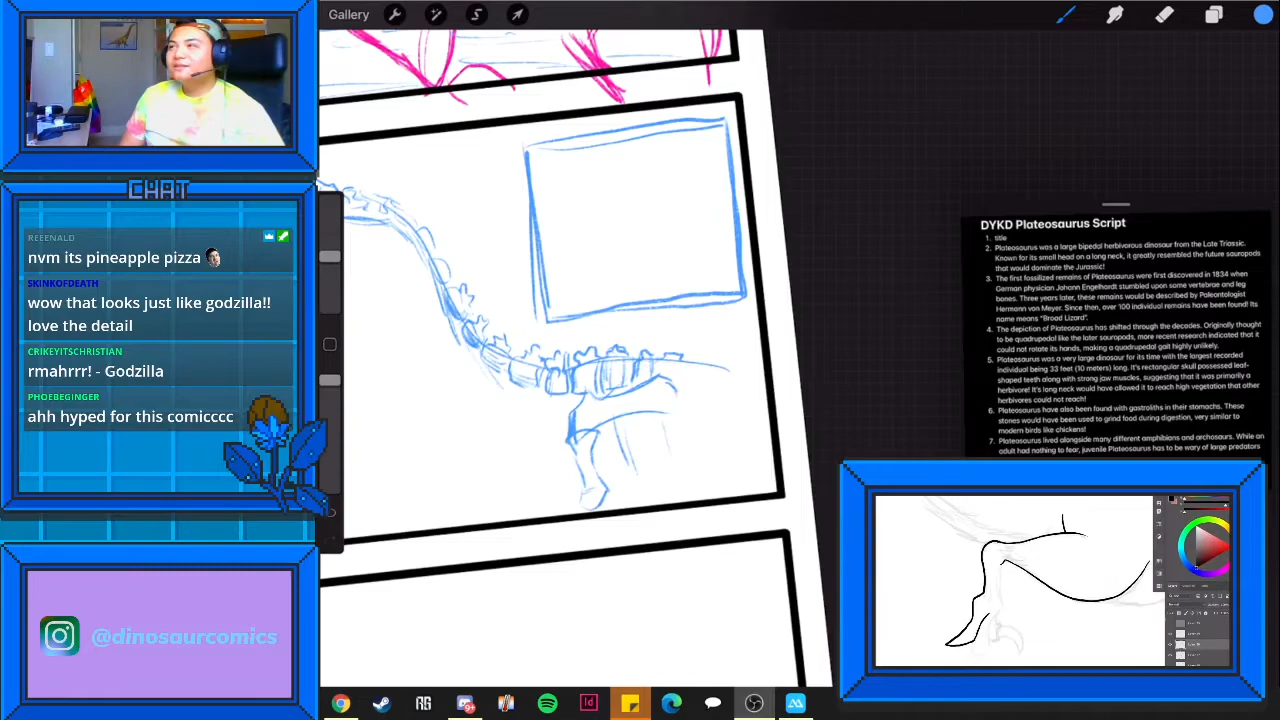 Gallery
CHAT
REEENALD
nvm its pineapple pizza
SKINKOFDEATH
wow that looks just like godzilla!!
love the detail
CRIKEYITSCHRISTIAN
rmahrrr! - Godzilla
PHOEBEGINGER
ahh hyped for this comicccc
@dinosaurcomics
DYKD Plateosaurus Script
1. title
2. Plateosaurus was a large bipedal herbivorous dinosaur from the Late Triassic.
Known for its small head on a long neck, it greatly resembled the future sauropods
that would dominate the Jurassic!
3. The first fossilized remains of Plateosaurus were first discovered in 1834 when
German physician Johann Engelhardt stumbled upon some vertebrae and leg
bones. Three years later, these remains would be described by Paleontologist
Hermann von Meyer. Since then, over 100 individual remains have been found! Its
name means "Broad Lizard".
4. The depiction of Plateosaurus has shifted through the decades. Originally thought
to be quadrupedal like the later sauropods, more recent research indicated that it
could not rotate its hands, making a quadrupedal gait highly unlikely.
5. Plateosaurus was a very large dinosaur for its time with the largest recorded
individual being 33 feet (10 meters) long. It's rectangular skull possessed leaf-
shaped teeth along with strong jaw muscles, suggesting that it was primarily a
herbivore! It's long neck would have allowed it to reach high vegetation that other
herbivores could not reach!
6. Plateosaurus have also been found with gastroliths in their stomachs. These
stones would have been used to grind food during digestion, very similar to
modern birds like chickens!
7. Plateosaurus lived alongside many different amphibians and archosaurs. While an
adult had nothing to fear, juvenile Plateosaurus has to be wary of large predators
RG
Id